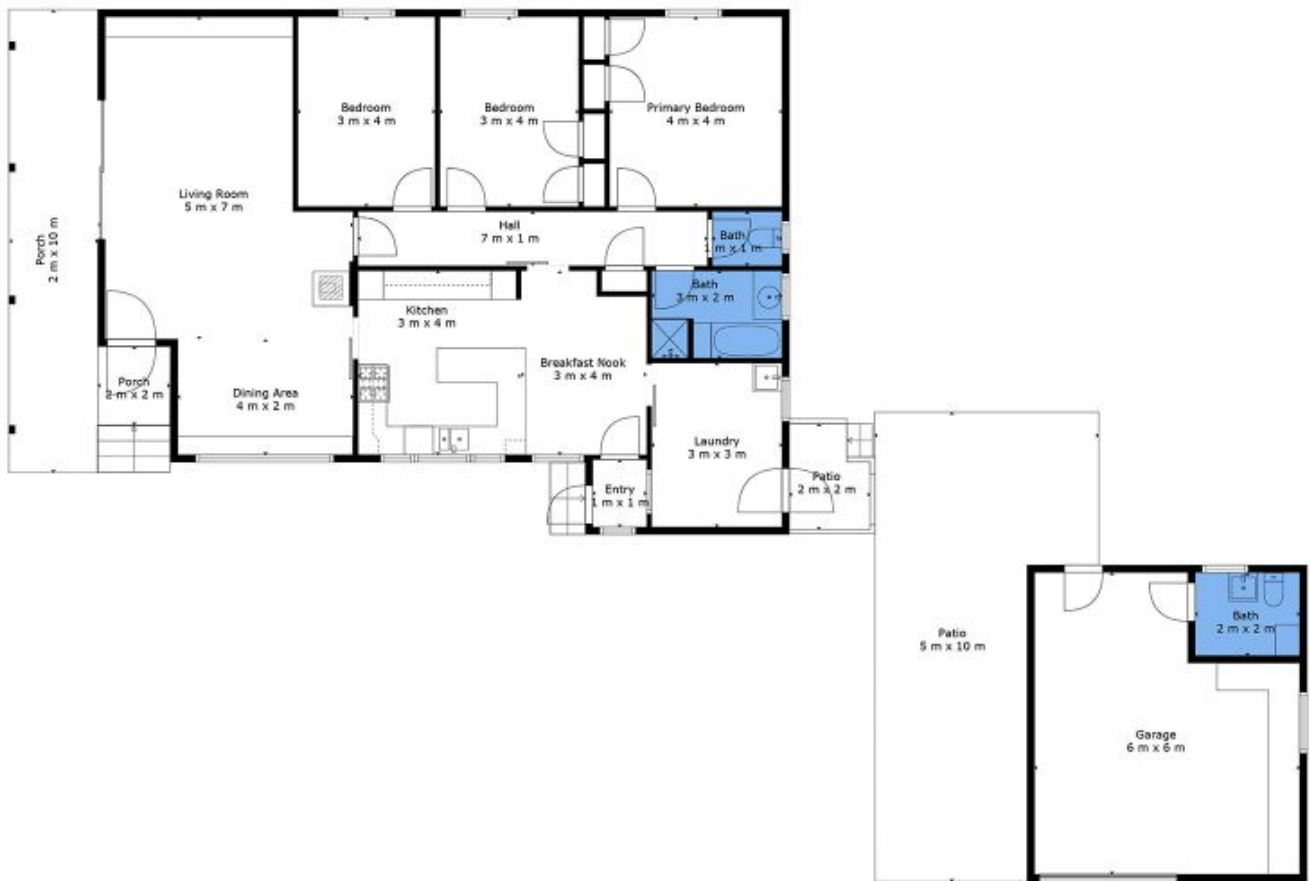 Bedroom
3 m x 4 m
Bedroom
3 m x 4 m
Primary Bedroom
4 m x 4 m
Living Room
5 m x 7 m
Porch
2 m x 10 m
Hall
7 m x 1 m
Bath
1 m x 1 m
Bath
3 m x 2 m
Kitchen
3 m x 4 m
Breakfast Nook
3 m x 4 m
Porch
2 m x 2 m
Dining Area
4 m x 2 m
Laundry
3 m x 3 m
Entry
1 m x 1 m
Patio
2 m x 2 m
Patio
5 m x 10 m
Bath
2 m x 2 m
Garage
6 m x 6 m